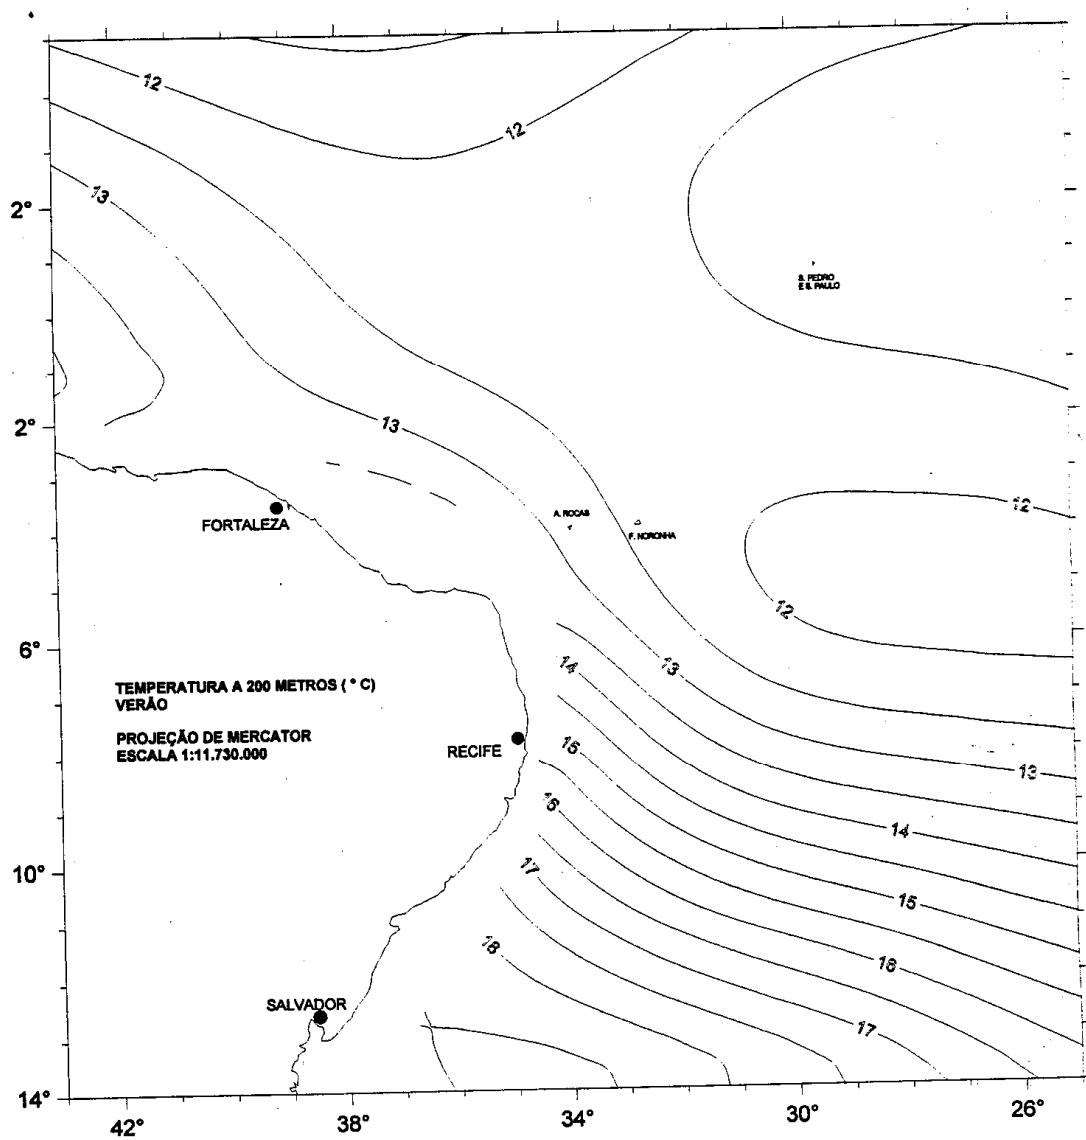 12
12
13
2°
S. PEDRO
E S. PAULO
13
2°
12
A. ROCAS
F. NORONHA
FORTALEZA
12
6°
14
13
TEMPERATURA A 200 METROS ( ° C)
VERÃO
PROJEÇÃO DE MERCATOR
ESCALA 1:11.730.000
RECIFE
15
13
16
14
10°
17
15
18
16
SALVADOR
17
14°
42°
38°
34°
30°
26°